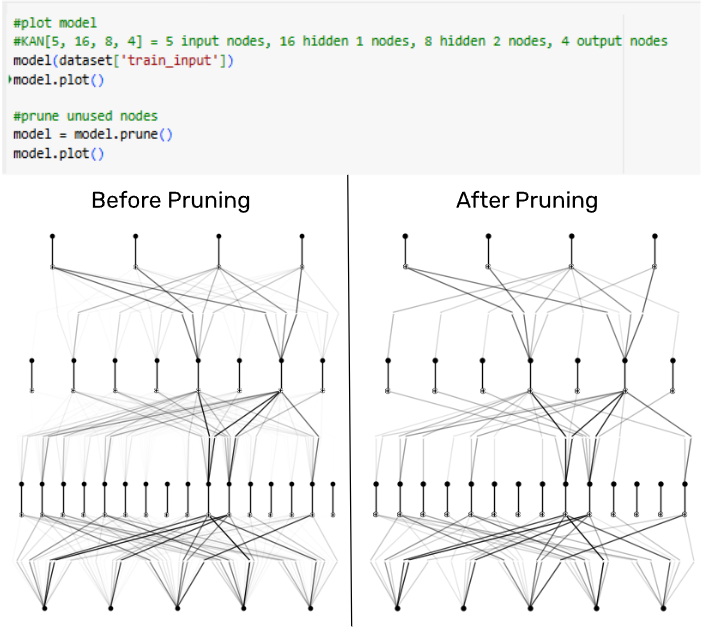 #plot model
#KAN[5, 16, 8, 4] = 5 input nodes, 16 hidden 1 nodes, 8 hidden 2 nodes, 4 output nodes
model(dataset['train_input'])
model.plot()
#prune unused nodes
model = model.prune()
model.plot()
Before Pruning
After Pruning